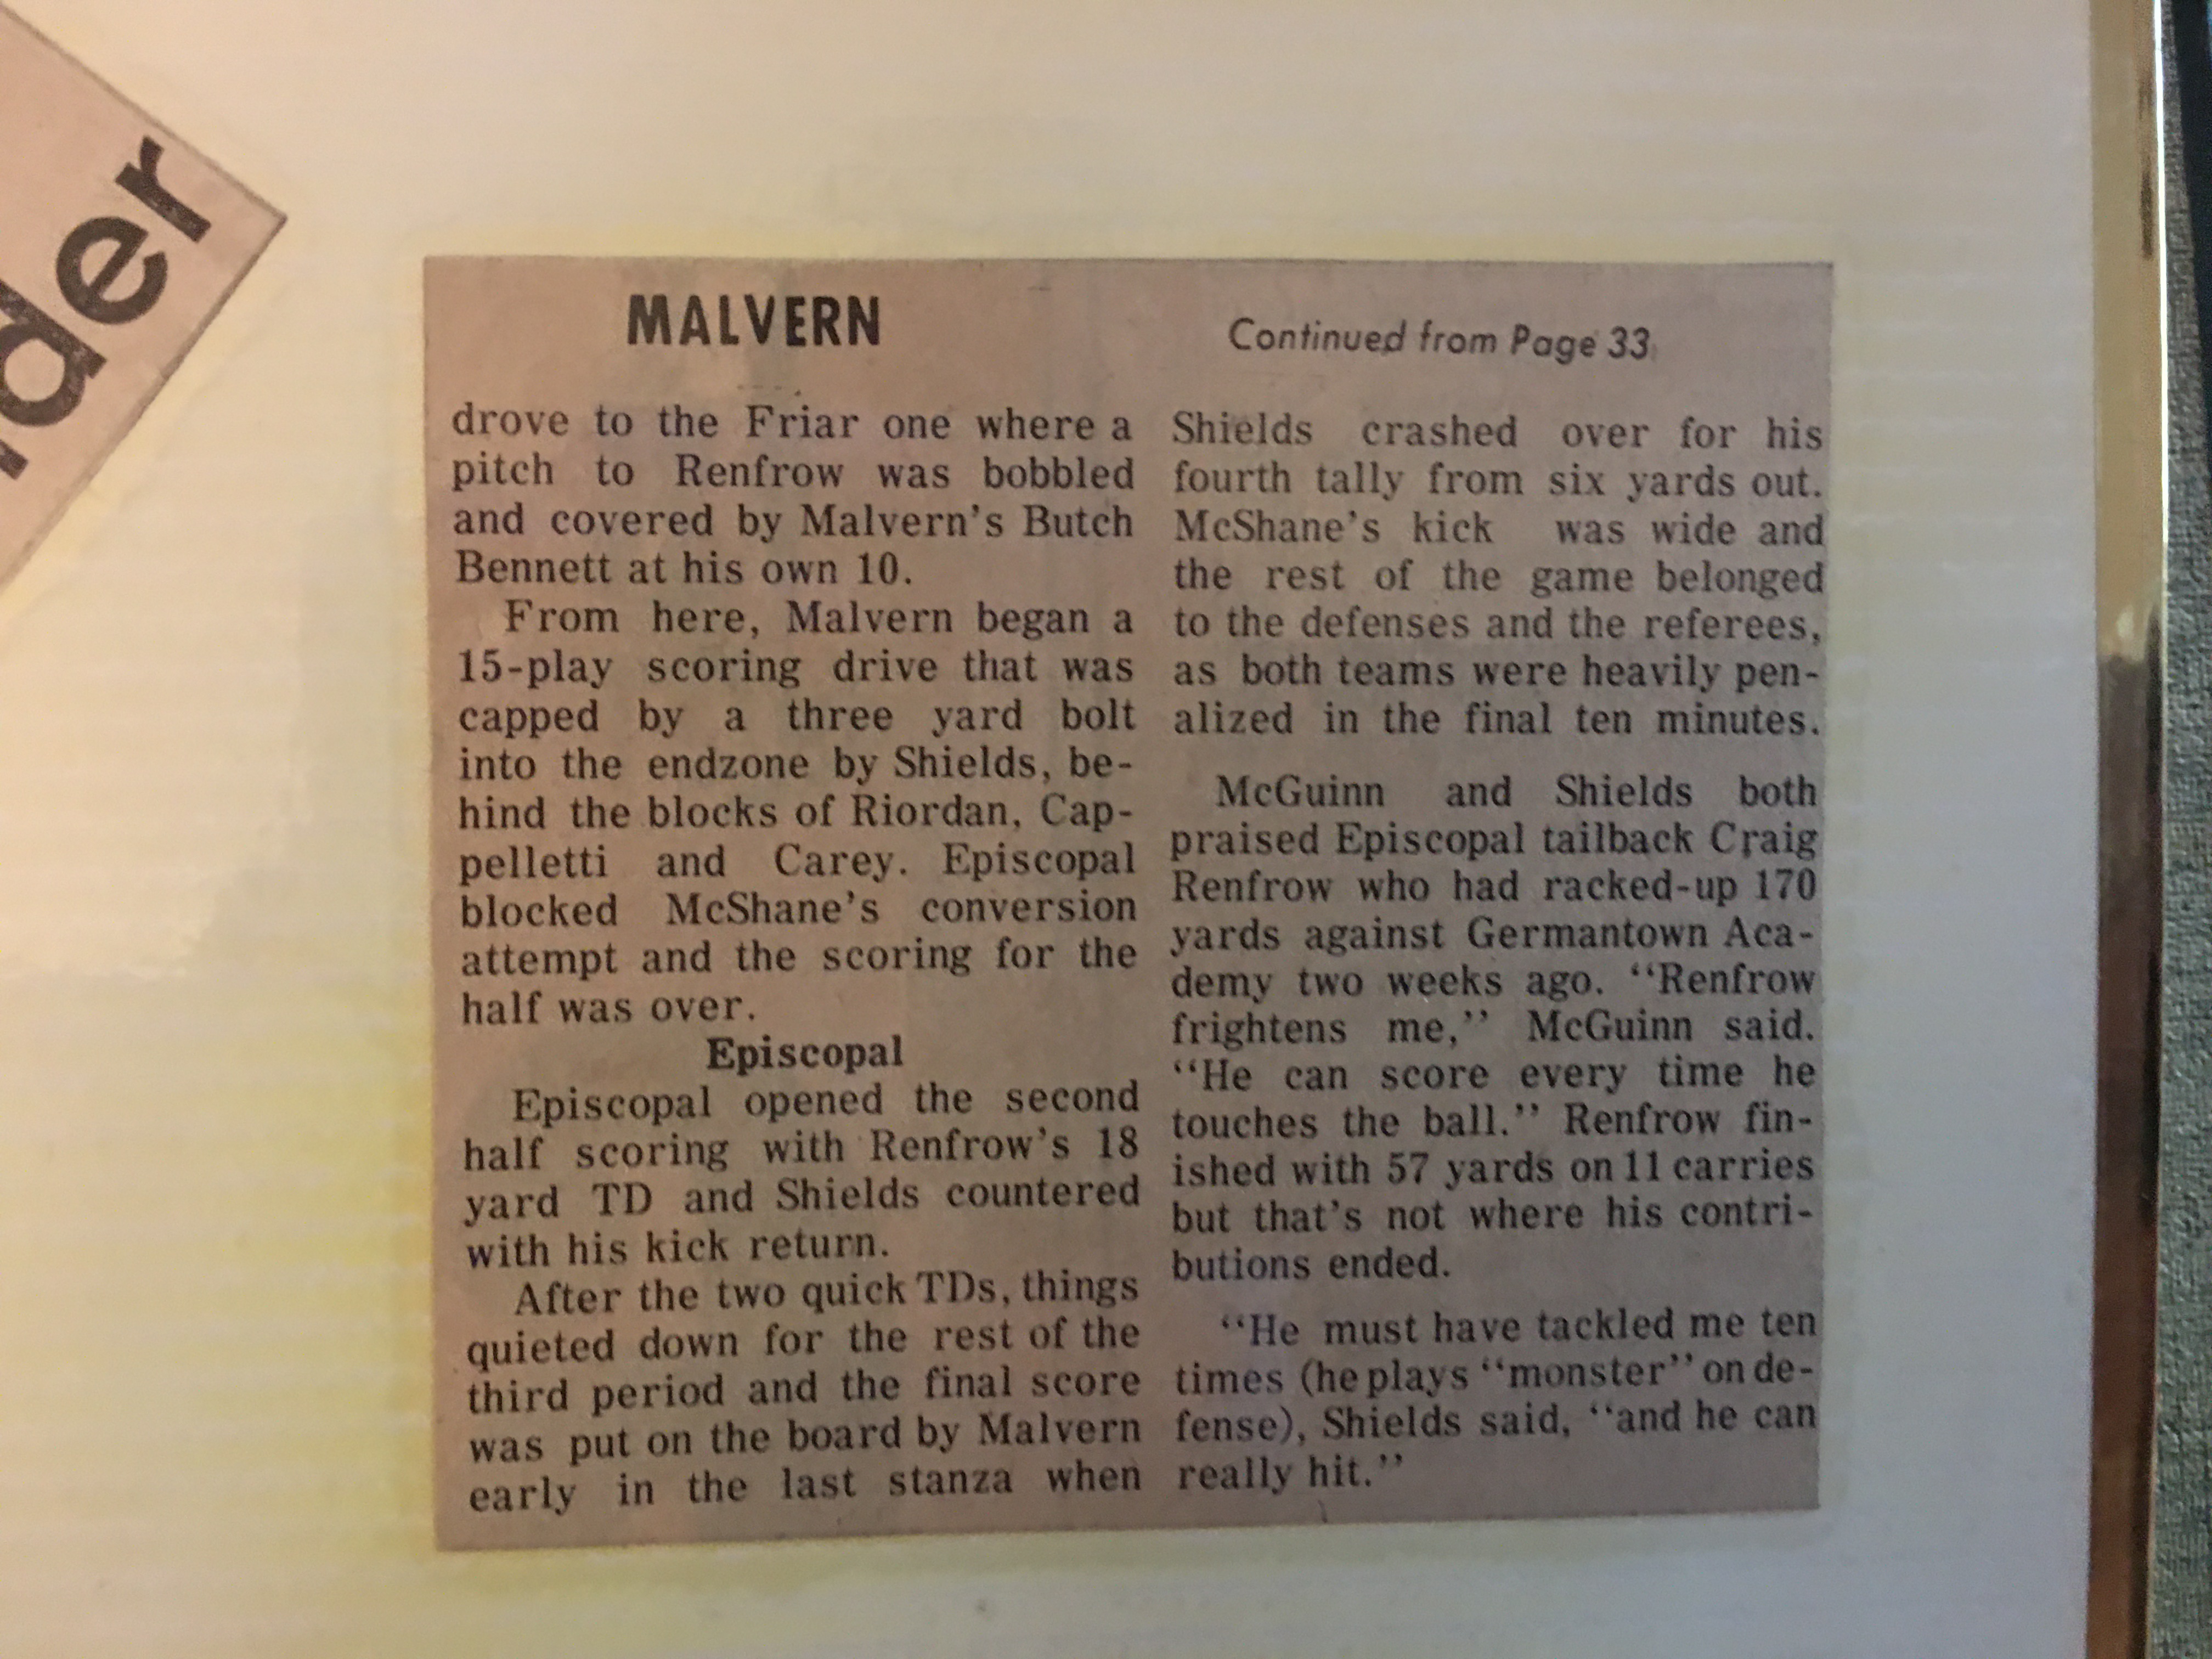 der
MALVERN
Continued from Page 33
drove to the Friar one where a
pitch to Renfrow was bobbled
and covered by Malvern's Butch
Bennett at his own 10.
From here, Malvern began a
15-play scoring drive that was
capped by a three yard bolt
into the endzone by Shields, be-
hind the blocks of Riordan, Cap-
pelletti and Carey. Episcopal
blocked McShane's conversion
attempt and the scoring for the
half was over.
Episcopal
Episcopal opened the second
half scoring with Renfrow's 18
yard TD and Shields countered
with his kick return.
After the two quick TDs, things
quieted down for the rest of the
third period and the final score
was put on the board by Malvern
early in the last stanza when
Shields crashed over for his
fourth tally from six yards out.
McShane's kick was wide and
the rest of the game belonged
to the defenses and the referees,
as both teams were heavily pen-
alized in the final ten minutes.
McGuinn and Shields both
praised Episcopal tailback Craig
Renfrow who had racked-up 170
yards against Germantown Aca-
demy two weeks ago. "Renfrow
frightens me," McGuinn said.
"He can score every time he
touches the ball." Renfrow fin-
ished with 57 yards on 11 carries
but that's not where his contri-
butions ended.
"He must have tackled me ten
times (he plays "monster" on de-
fense), Shields said, "and he can
really hit."